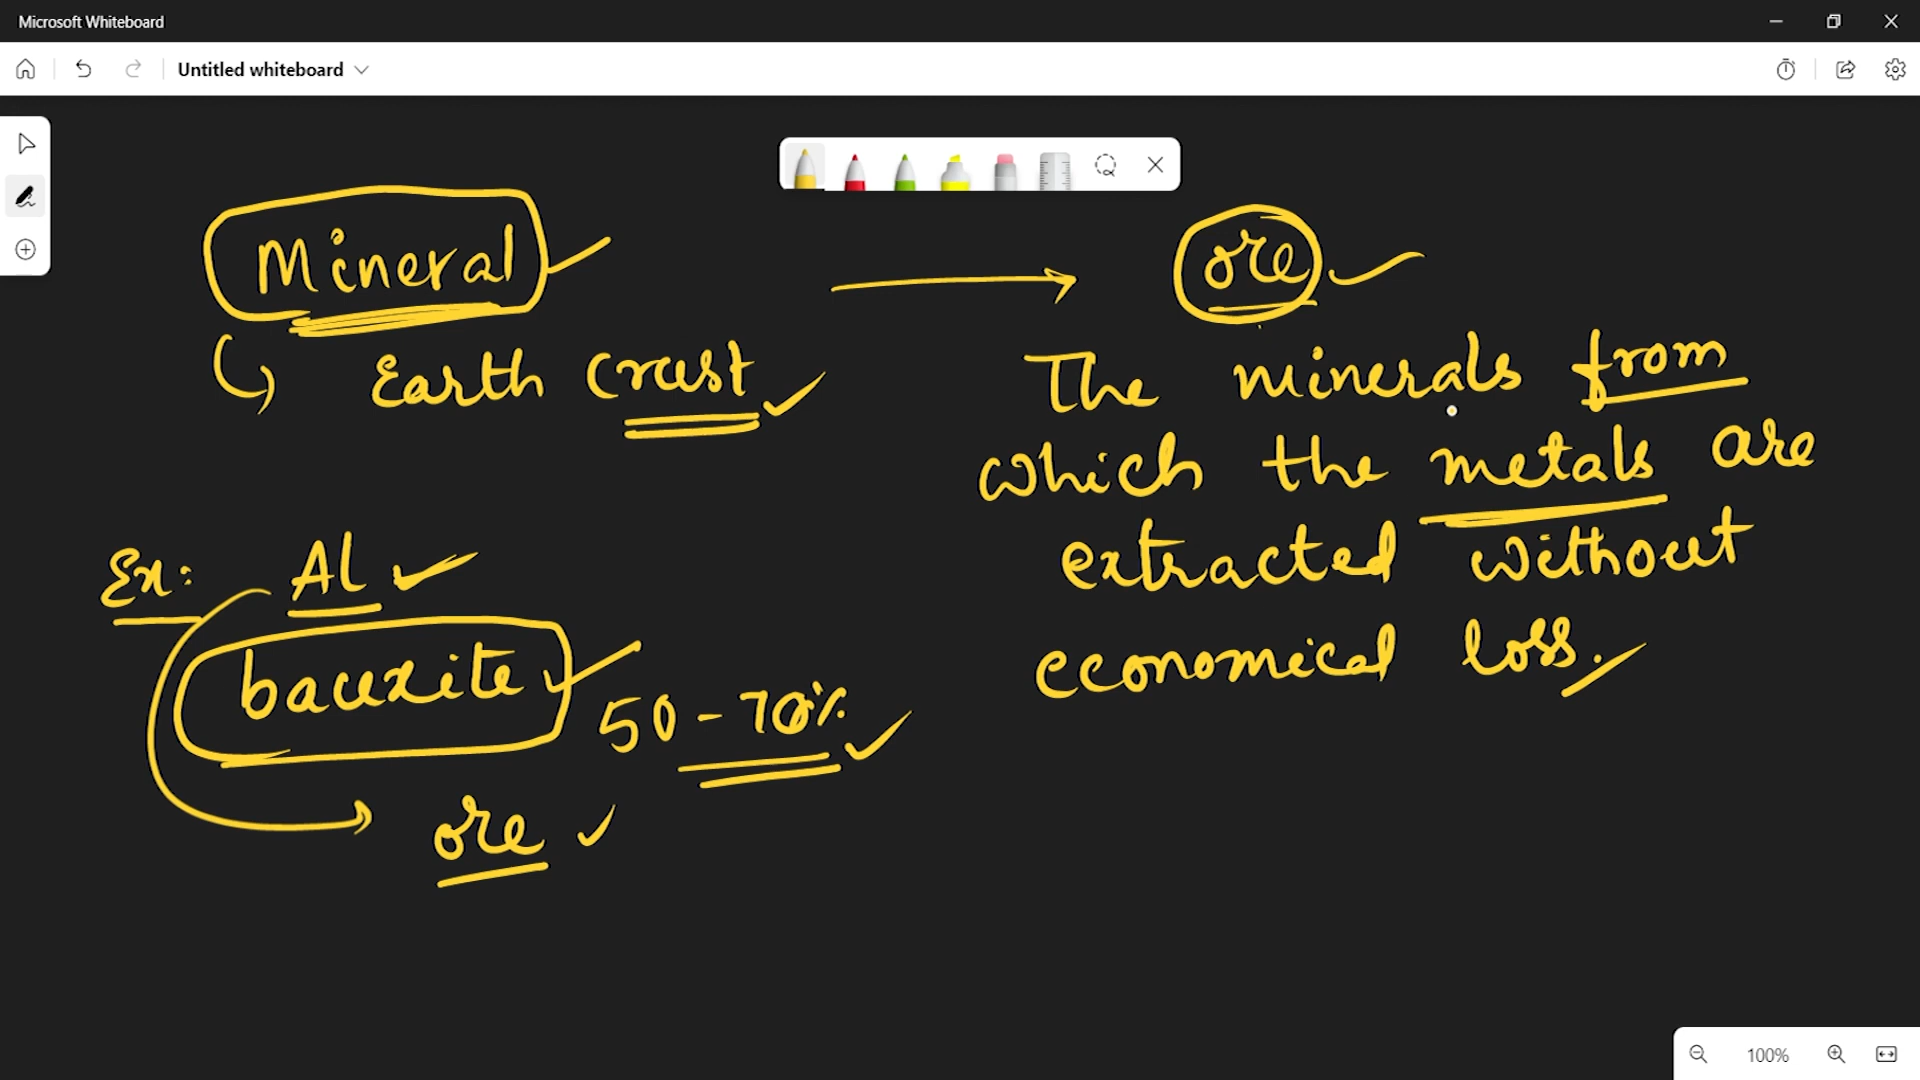 Microsoft Whiteboard
Untitled whiteboard
Mineral
ore
Earth Crust
The minerals from
which the metals are
extracted without
economical loss.
Ex: Al
bauxite
50-70%
ore
100%